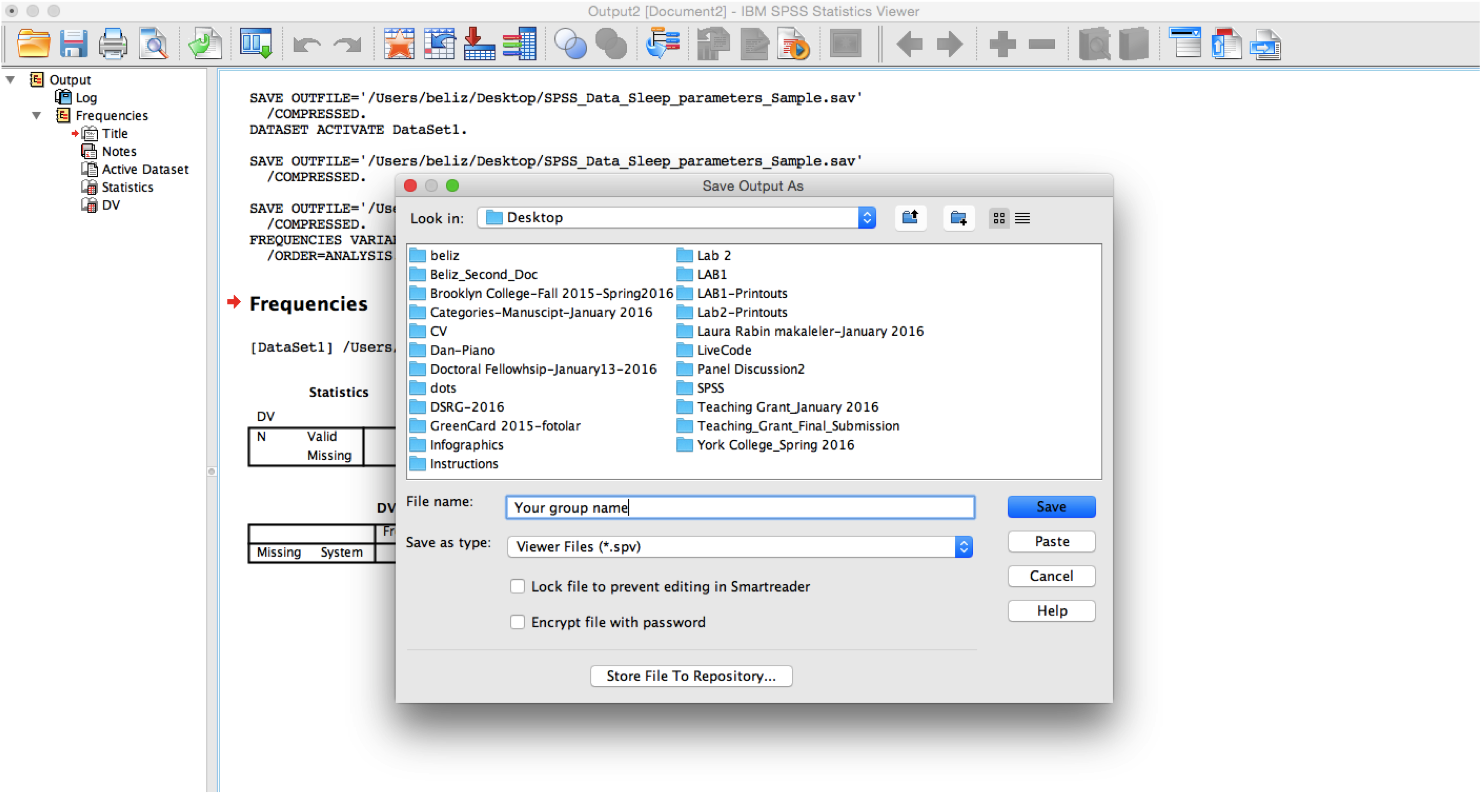 Output2 [Document2] - IBM SPSS Statistics Viewer
Output
Log
Frequencies
Title
Notes
Active Dataset
Statistics
DV
SAVE OUTFILE='/Users/beliz/Desktop/SPSS_Data_Sleep_parameters_Sample.sav'
/COMPRESSED.
DATASET ACTIVATE DataSet1.
SAVE OUTFILE='/Users/beliz/Desktop/SPSS_Data_Sleep_parameters_Sample.sav'
/COMPRESSED.
SAVE OUTFILE='/Use
/COMPRESSED.
FREQUENCIES VARIA
/ORDER=ANALYSIS
Frequencies
[DataSet1] /Users/
Statistics
DV
N Valid
Missing
DV
Fr
Missing System
Save Output As
Look in: Desktop
beliz
Beliz_Second_Doc
Brooklyn College-Fall 2015-Spring2016
Categories-Manuscipt-January 2016
CV
Dan-Piano
Doctoral Fellowhsip-January13-2016
dots
DSRG-2016
GreenCard 2015-fotolar
Infographics
Instructions
Lab 2
LAB1
LAB1-Printouts
Lab2-Printouts
Laura Rabin makaleler-January 2016
LiveCode
Panel Discussion2
SPSS
Teaching Grant_January 2016
Teaching_Grant_Final_Submission
York College_Spring 2016
File name: Your group name
Save as type: Viewer Files (*.spv)
Lock file to prevent editing in Smartreader
Encrypt file with password
Save
Paste
Cancel
Help
Store File To Repository...